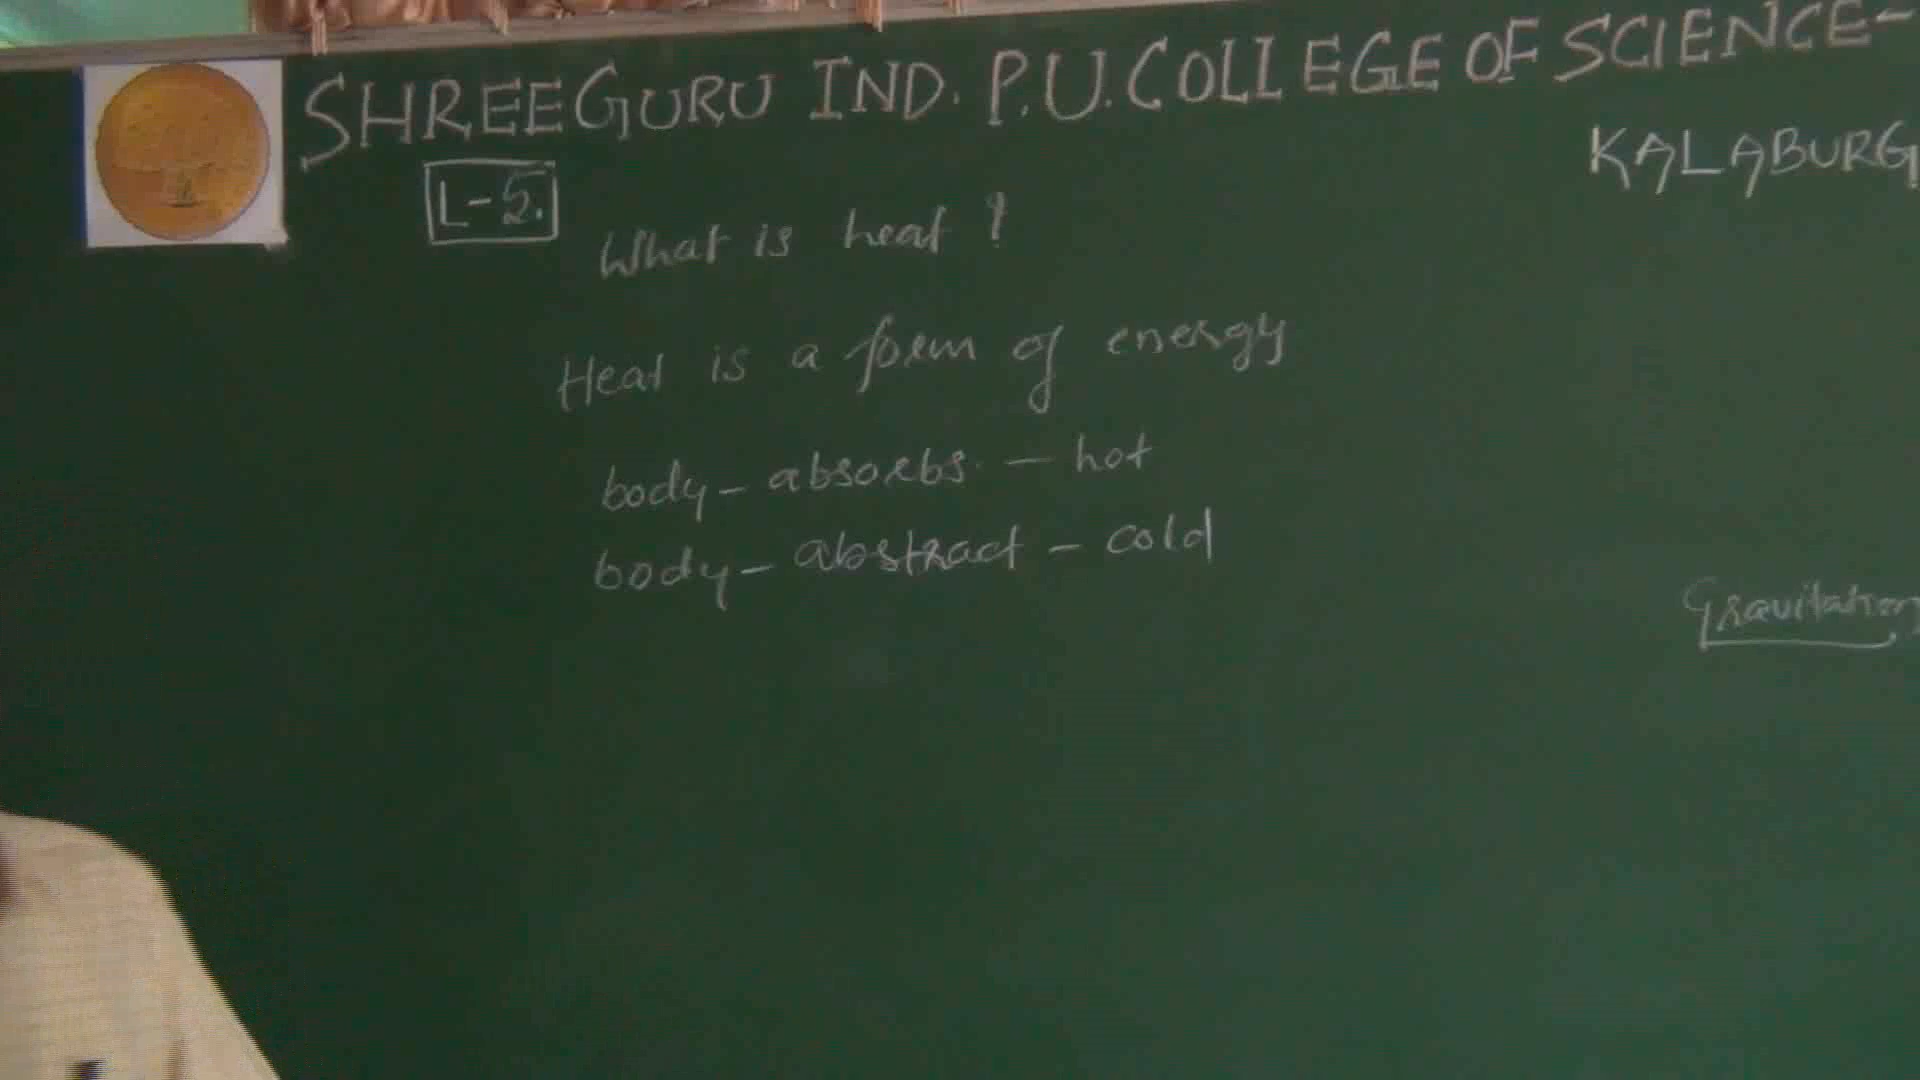 SHREEGURU IND. P.U. COLLEGE OF SCIENCE-
KALABURGI
L-5.
What is heat ?
Heat is a form of energy
body - absorbs. - hot
body - abstract - cold
Gravitation